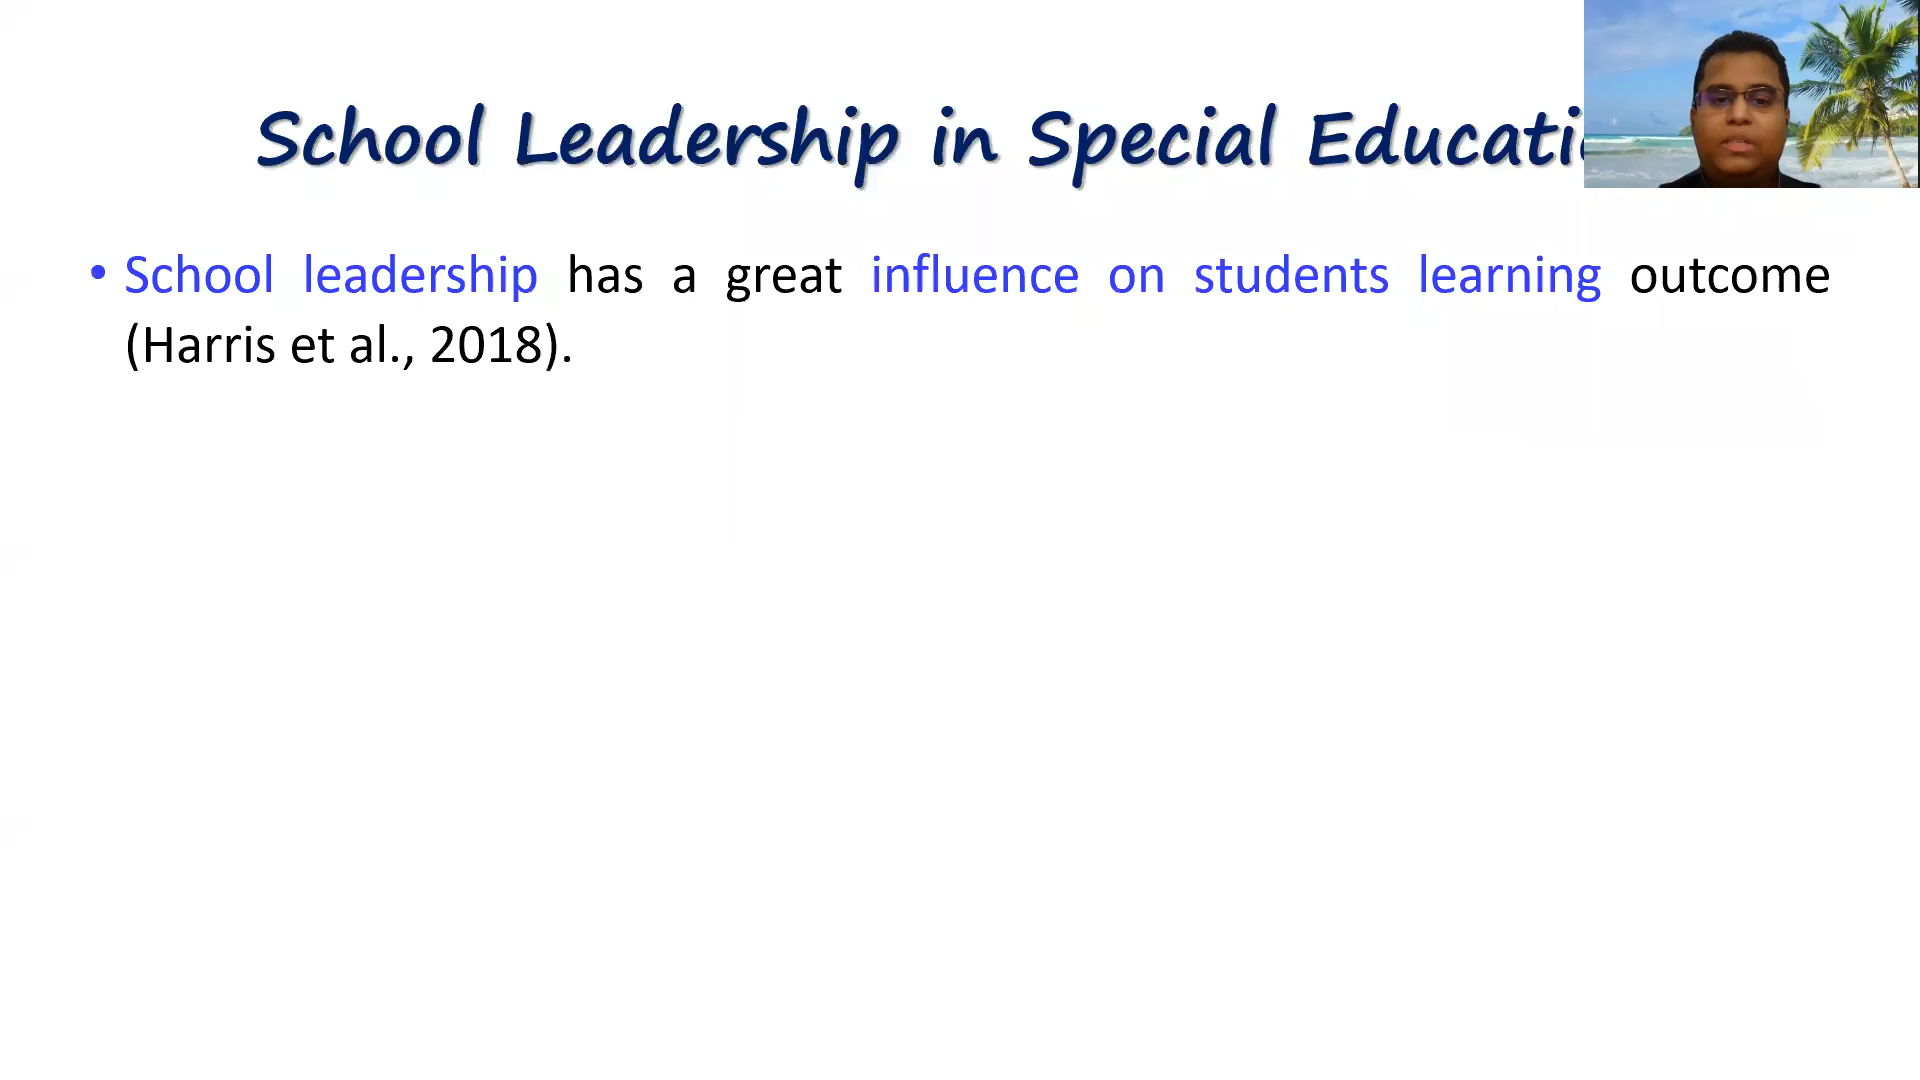 School Leadership in Special Educati
• School leadership has a great influence on students learning outcome
(Harris et al., 2018).